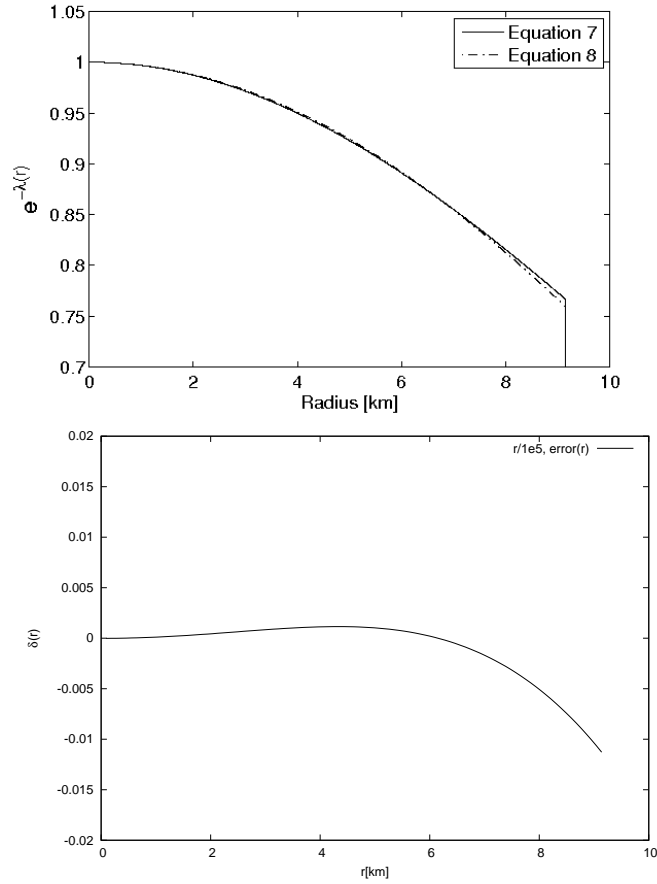 1.05
Equation 7
Equation 8
1
0.95
0.9
0.85
0.8
0.75
0.7
e^{-λ(r)}
0 2 4 6 8 10
Radius [km]
0.02
r/1e5, error(r)
0.015
0.01
0.005
0
-0.005
-0.01
-0.015
-0.02
δ(r)
0 2 4 6 8 10
r[km]